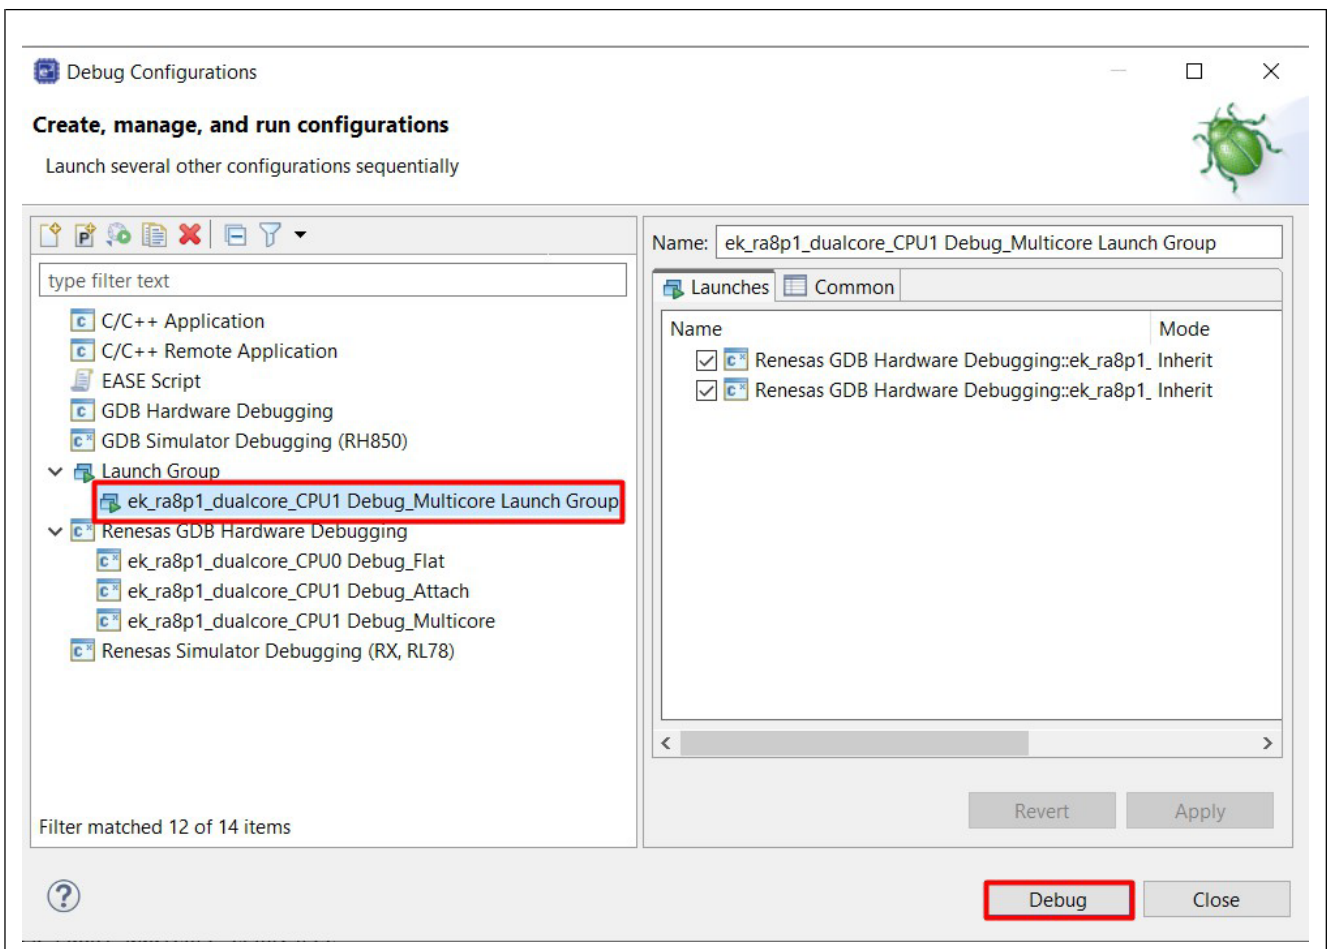 Debug Configurations
Create, manage, and run configurations
Launch several other configurations sequentially
type filter text
C/C++ Application
C/C++ Remote Application
EASE Script
GDB Hardware Debugging
GDB Simulator Debugging (RH850)
Launch Group
ek_ra8p1_dualcore_CPU1 Debug_Multicore Launch Group
Renesas GDB Hardware Debugging
ek_ra8p1_dualcore_CPU0 Debug_Flat
ek_ra8p1_dualcore_CPU1 Debug_Attach
ek_ra8p1_dualcore_CPU1 Debug_Multicore
Renesas Simulator Debugging (RX, RL78)
Filter matched 12 of 14 items
Name: ek_ra8p1_dualcore_CPU1 Debug_Multicore Launch Group
Launches Common
Name Mode
Renesas GDB Hardware Debugging::ek_ra8p1_ Inherit
Renesas GDB Hardware Debugging::ek_ra8p1_ Inherit
Revert Apply
Debug Close